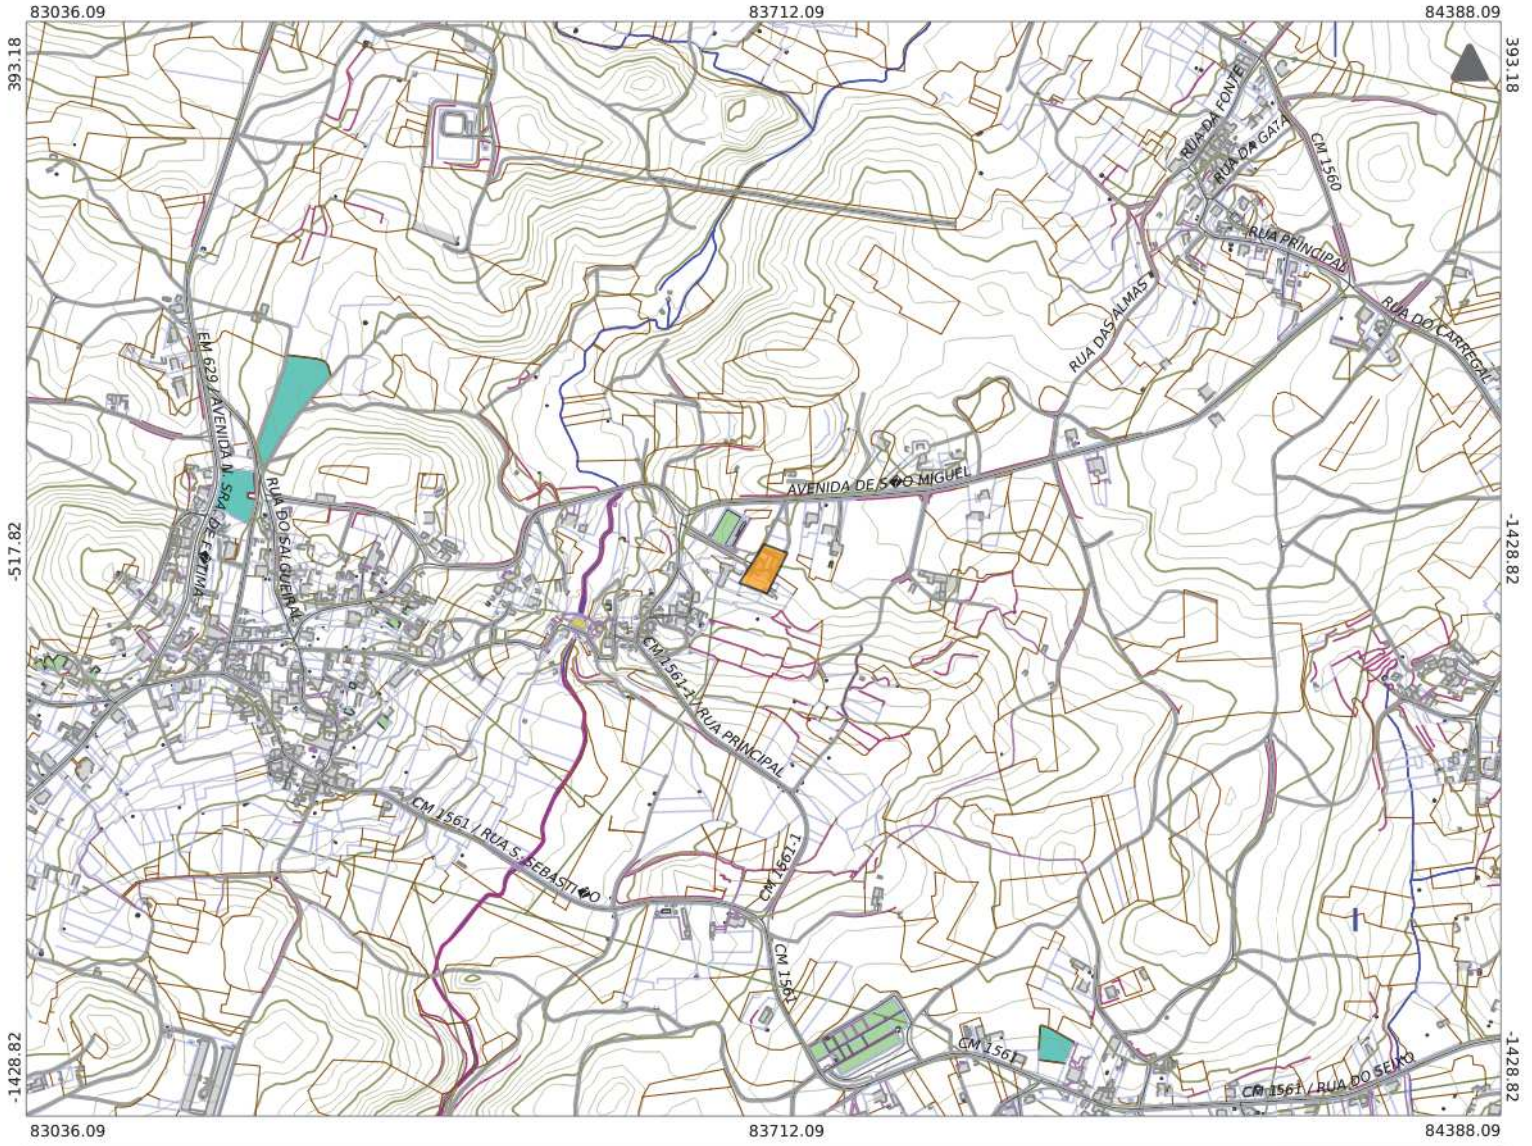 83036.09
83712.09
84388.09
393.18
393.18
RUA DA FONTE
RUA DA GA7A
CM 1560
RUA PRINCIPAL
RUA DAS ALMAS
RUA DO CARREGAL
EM 629 / AVENIDA N. SRA. DE F�TIMA
RUA DO SALGUEIRAL
AVENIDA DE S�O MIGUEL
-517.82
-1428.82
CM 1561-1 / RUA PRINCIPAL
CM 1561 / RUA S. SEBASTI�O
CM 1561-1
CM 1561
CM 1561
CM 1561 / RUA DO SEIXO
-1428.82
-1428.82
83036.09
83712.09
84388.09